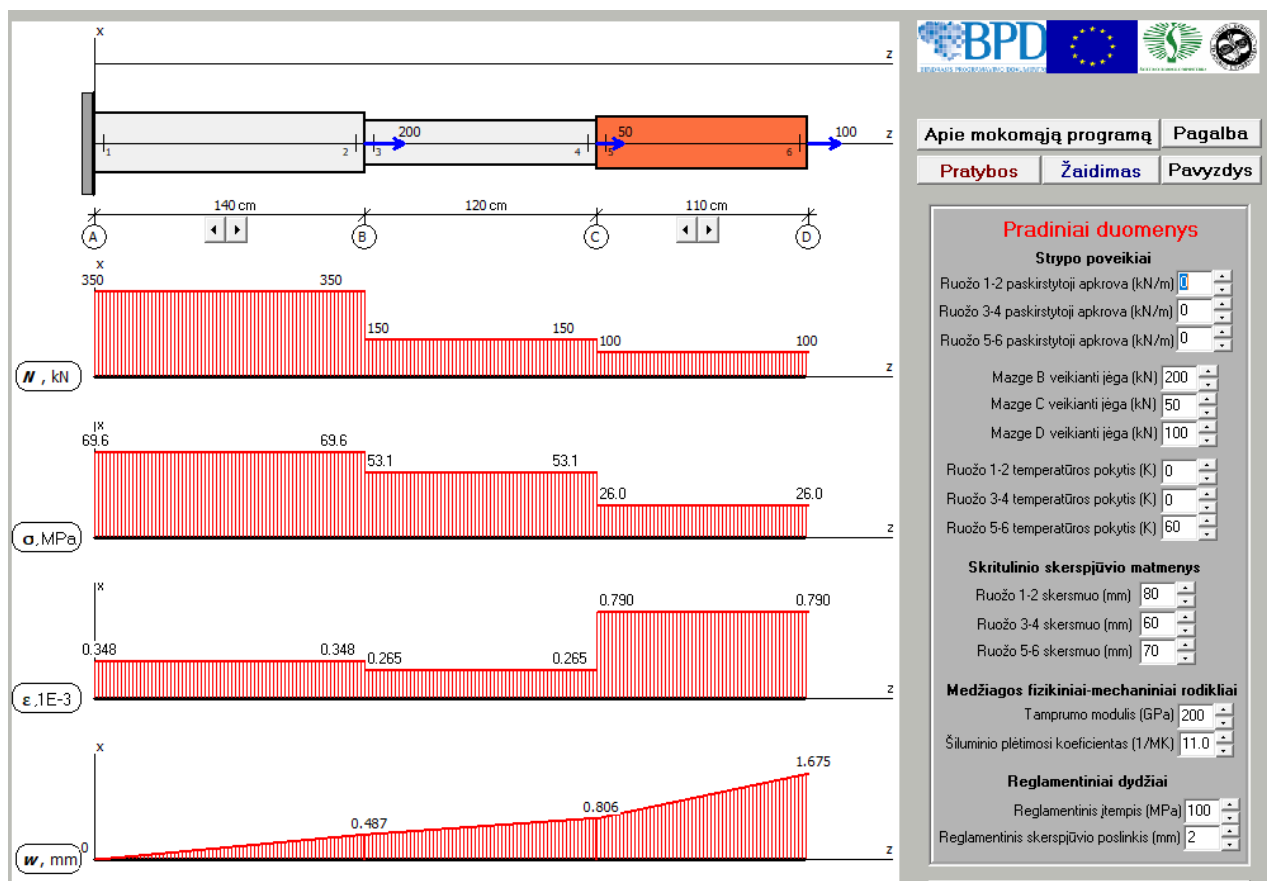 x
z
200
50
100
z
1
2
3
4
5
6
140 cm
120 cm
110 cm
A
B
C
D
x
350
350
150
150
100
100
N, kN
z
x
69.6
69.6
53.1
53.1
26.0
26.0
σ,MPa
z
x
0.348
0.348
0.265
0.265
0.790
0.790
ε,1E-3
z
x
0
0.487
0.806
1.675
w, mm
z
BPD
Apie mokomąją programą
Pagalba
Pratybos
Žaidimas
Pavyzdys
Pradiniai duomenys
Strypo poveikiai
Ruožo 1-2 paskirstytoji apkrova (kN/m) 0
Ruožo 3-4 paskirstytoji apkrova (kN/m) 0
Ruožo 5-6 paskirstytoji apkrova (kN/m) 0
Mazge B veikianti jėga (kN) 200
Mazge C veikianti jėga (kN) 50
Mazge D veikianti jėga (kN) 100
Ruožo 1-2 temperatūros pokytis (K) 0
Ruožo 3-4 temperatūros pokytis (K) 0
Ruožo 5-6 temperatūros pokytis (K) 60
Skritulinio skerspjūvio matmenys
Ruožo 1-2 skersmuo (mm) 80
Ruožo 3-4 skersmuo (mm) 60
Ruožo 5-6 skersmuo (mm) 70
Medžiagos fizikiniai-mechaniniai rodikliai
Tamprumo modulis (GPa) 200
Šiluminio plėtimosi koeficientas (1/MK) 11.0
Reglamentiniai dydžiai
Reglamentinis įtempis (MPa) 100
Reglamentinis skerspjūvio poslinkis (mm) 2